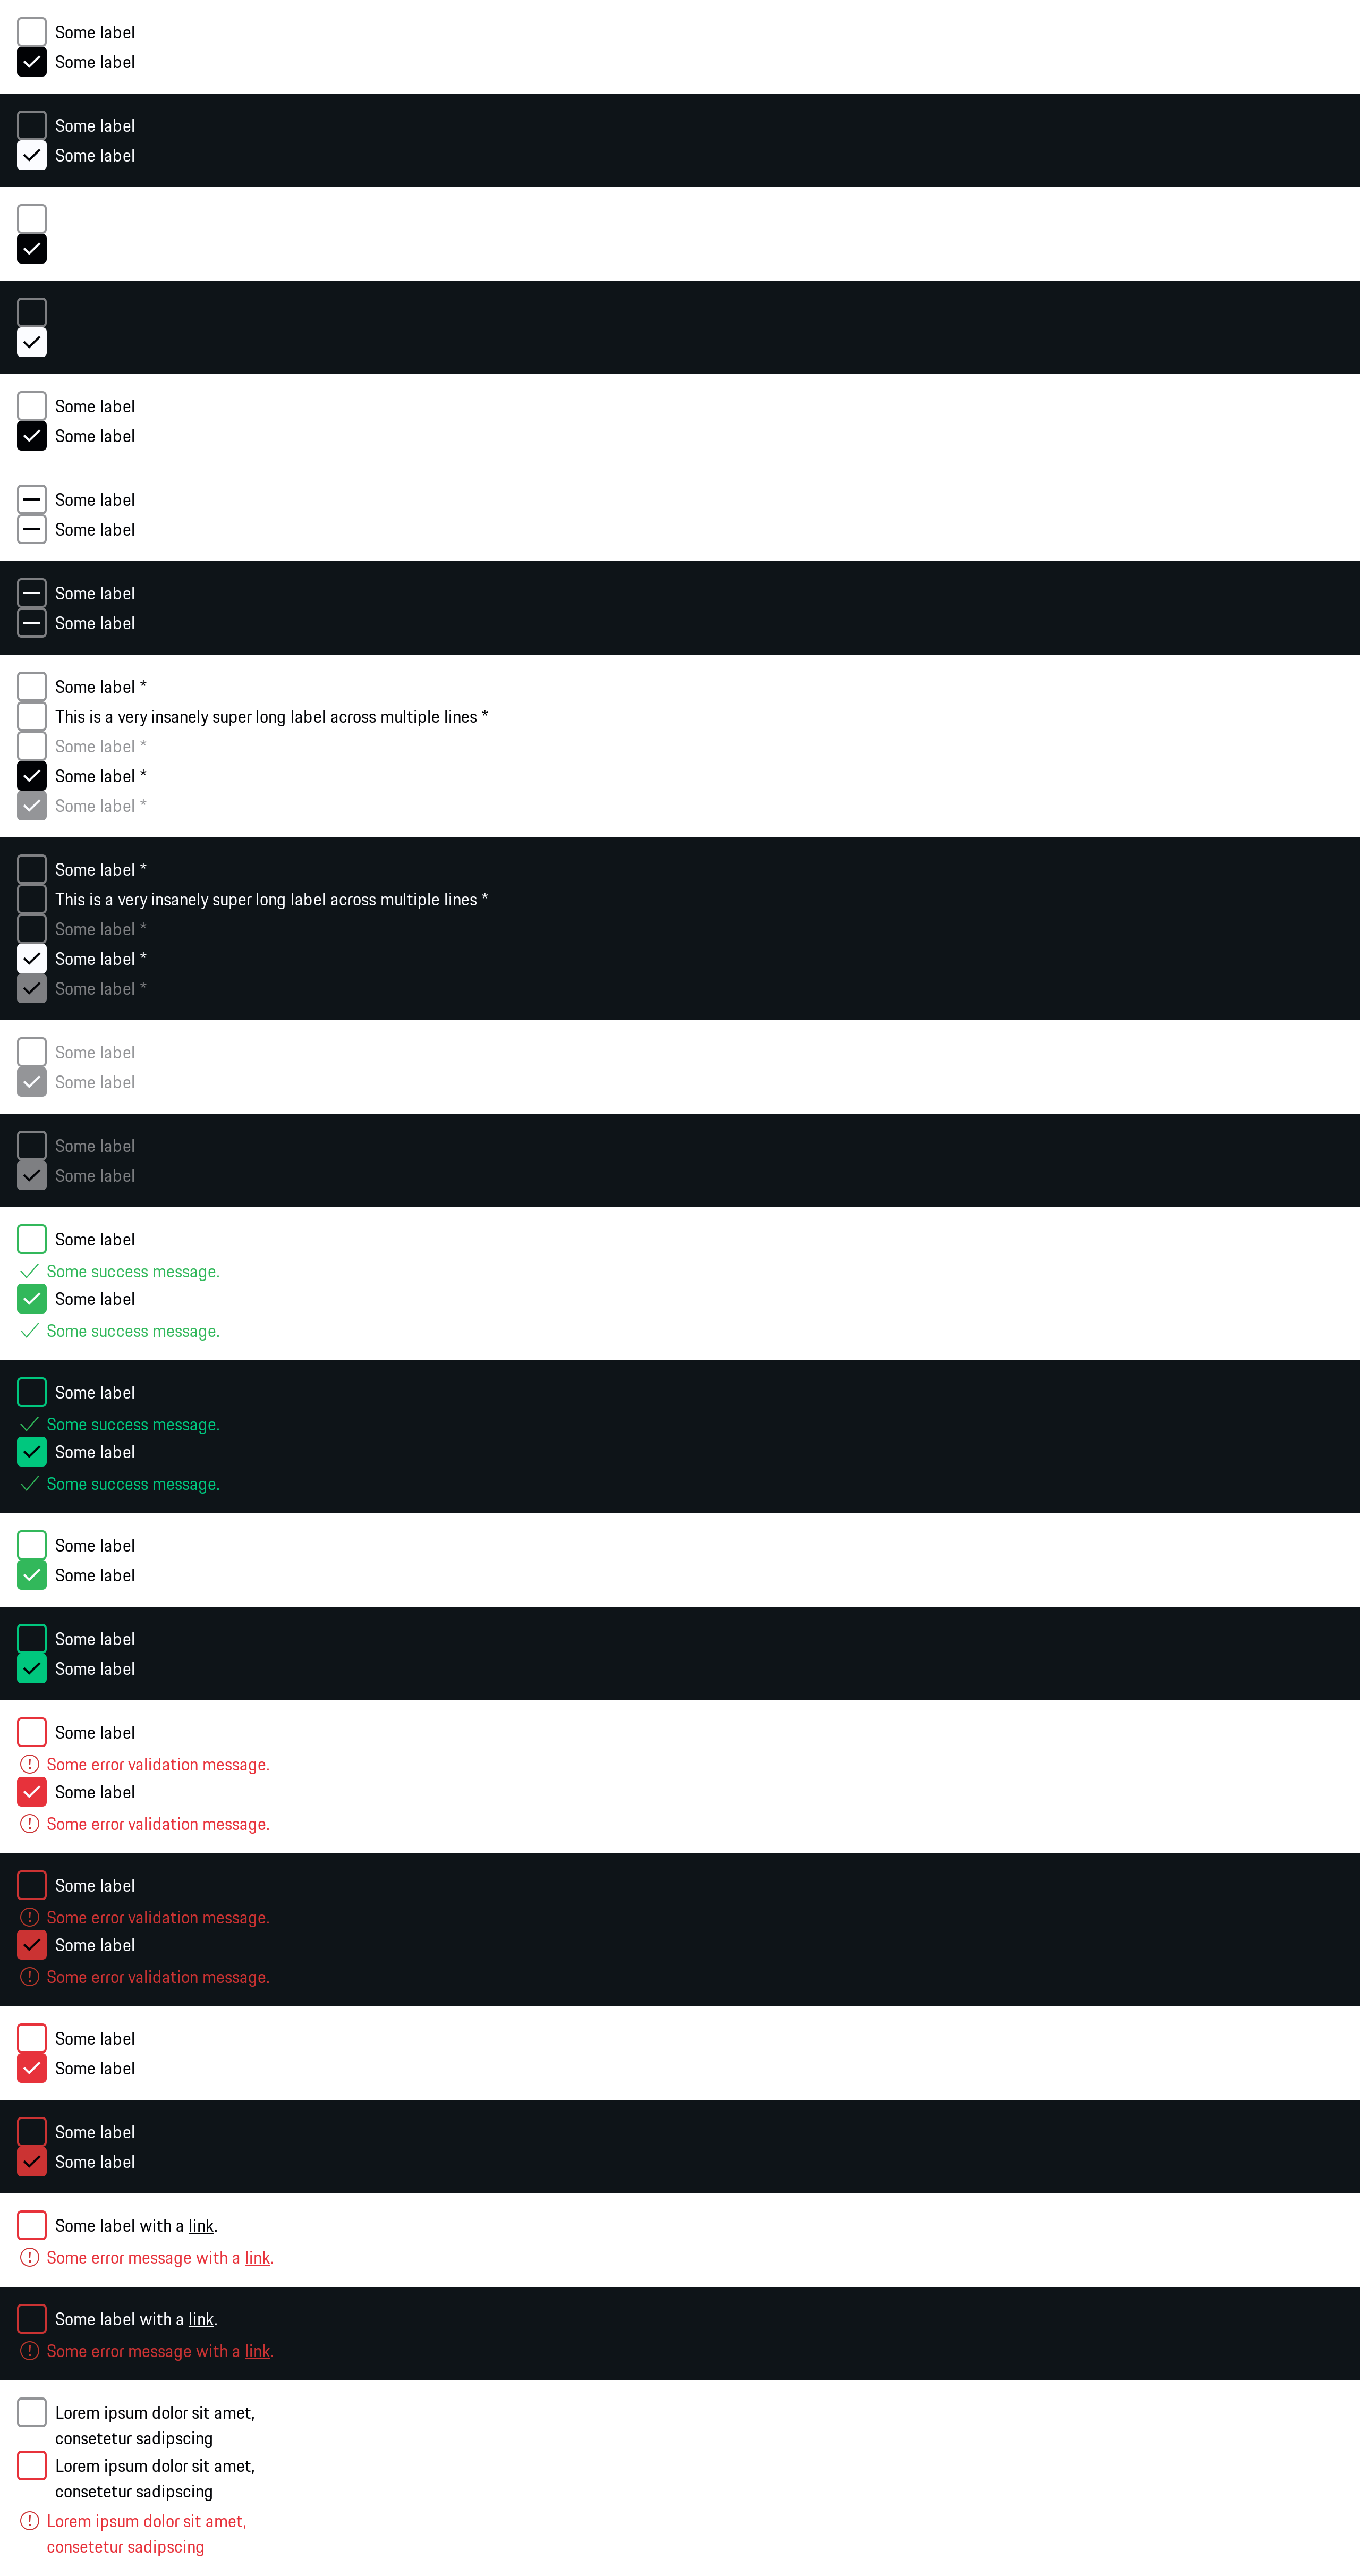 Some label
Some label
Some label
Some label
Some label
Some label
Some label
Some label
Some label
Some label
Some label *
This is a very insanely super long label across multiple lines *
Some label *
Some label *
Some label *
Some label *
This is a very insanely super long label across multiple lines *
Some label *
Some label *
Some label *
Some label
Some label
Some label
Some label
Some label
Some success message.
Some label
Some success message.
Some label
Some success message.
Some label
Some success message.
Some label
Some label
Some label
Some label
Some label
Some error validation message.
Some label
Some error validation message.
Some label
Some error validation message.
Some label
Some error validation message.
Some label
Some label
Some label
Some label
Some label with a link.
Some error message with a link.
Some label with a link.
Some error message with a link.
Lorem ipsum dolor sit amet,
consetetur sadipscing
Lorem ipsum dolor sit amet,
consetetur sadipscing
Lorem ipsum dolor sit amet,
consetetur sadipscing